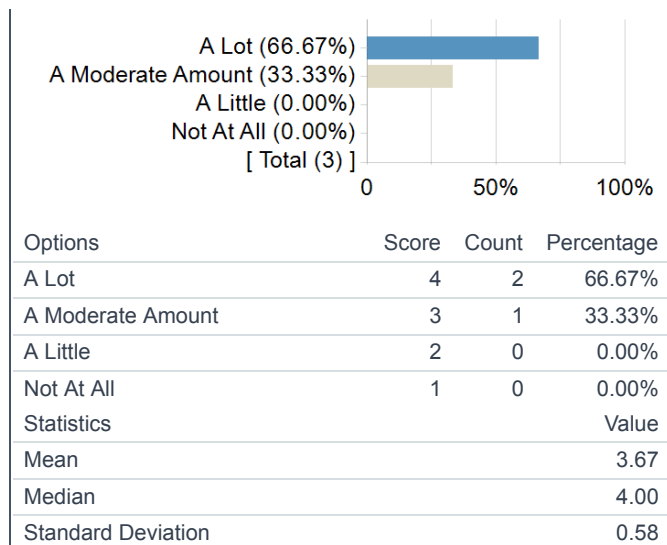 A Lot (66.67%)
A Moderate Amount (33.33%)
A Little (0.00%)
Not At All (0.00%)
[ Total (3) ]
0 50% 100%
Options Score Count Percentage
A Lot 4 2 66.67%
A Moderate Amount 3 1 33.33%
A Little 2 0 0.00%
Not At All 1 0 0.00%
Statistics Value
Mean 3.67
Median 4.00
Standard Deviation 0.58